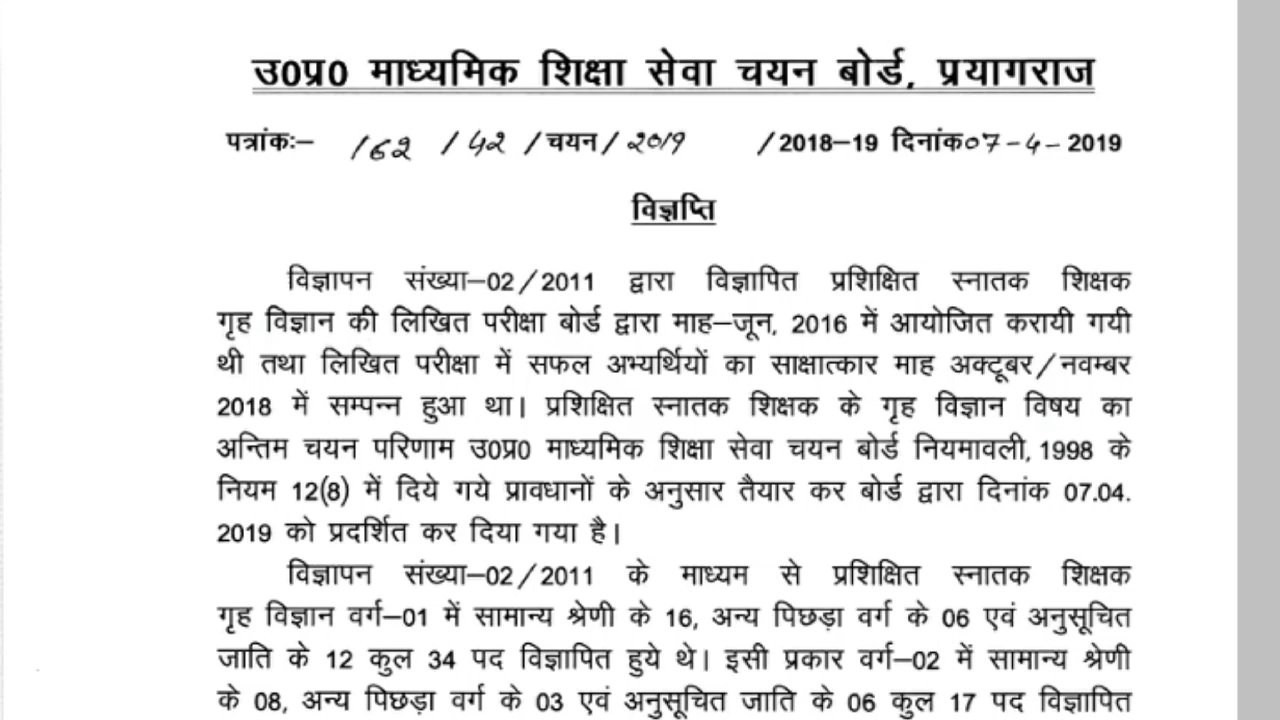 उ0प्र0 माध्यमिक शिक्षा सेवा चयन बोर्ड, प्रयागराज
पत्रांकः– /62 /42 /चयन/ 2019 /2018–19 दिनांक07-4-2019
विज्ञप्ति
विज्ञापन संख्या–02/2011 द्वारा विज्ञापित प्रशिक्षित स्नातक शिक्षक
गृह विज्ञान की लिखित परीक्षा बोर्ड द्वारा माह–जून, 2016 में आयोजित करायी गयी
थी तथा लिखित परीक्षा में सफल अभ्यर्थियों का साक्षात्कार माह अक्टूबर/नवम्बर
2018 में सम्पन्न हुआ था। प्रशिक्षित स्नातक शिक्षक के गृह विज्ञान विषय का
अन्तिम चयन परिणाम उ0प्र0 माध्यमिक शिक्षा सेवा चयन बोर्ड नियमावली, 1998 के
नियम 12(8) में दिये गये प्रावधानों के अनुसार तैयार कर बोर्ड द्वारा दिनांक 07.04.
2019 को प्रदर्शित कर दिया गया है।
विज्ञापन संख्या–02/2011 के माध्यम से प्रशिक्षित स्नातक शिक्षक
गृह विज्ञान वर्ग–01 में सामान्य श्रेणी के 16, अन्य पिछड़ा वर्ग के 06 एवं अनुसूचित
जाति के 12 कुल 34 पद विज्ञापित हुये थे। इसी प्रकार वर्ग–02 में सामान्य श्रेणी
के 08, अन्य पिछड़ा वर्ग के 03 एवं अनुसूचित जाति के 06 कुल 17 पद विज्ञापित